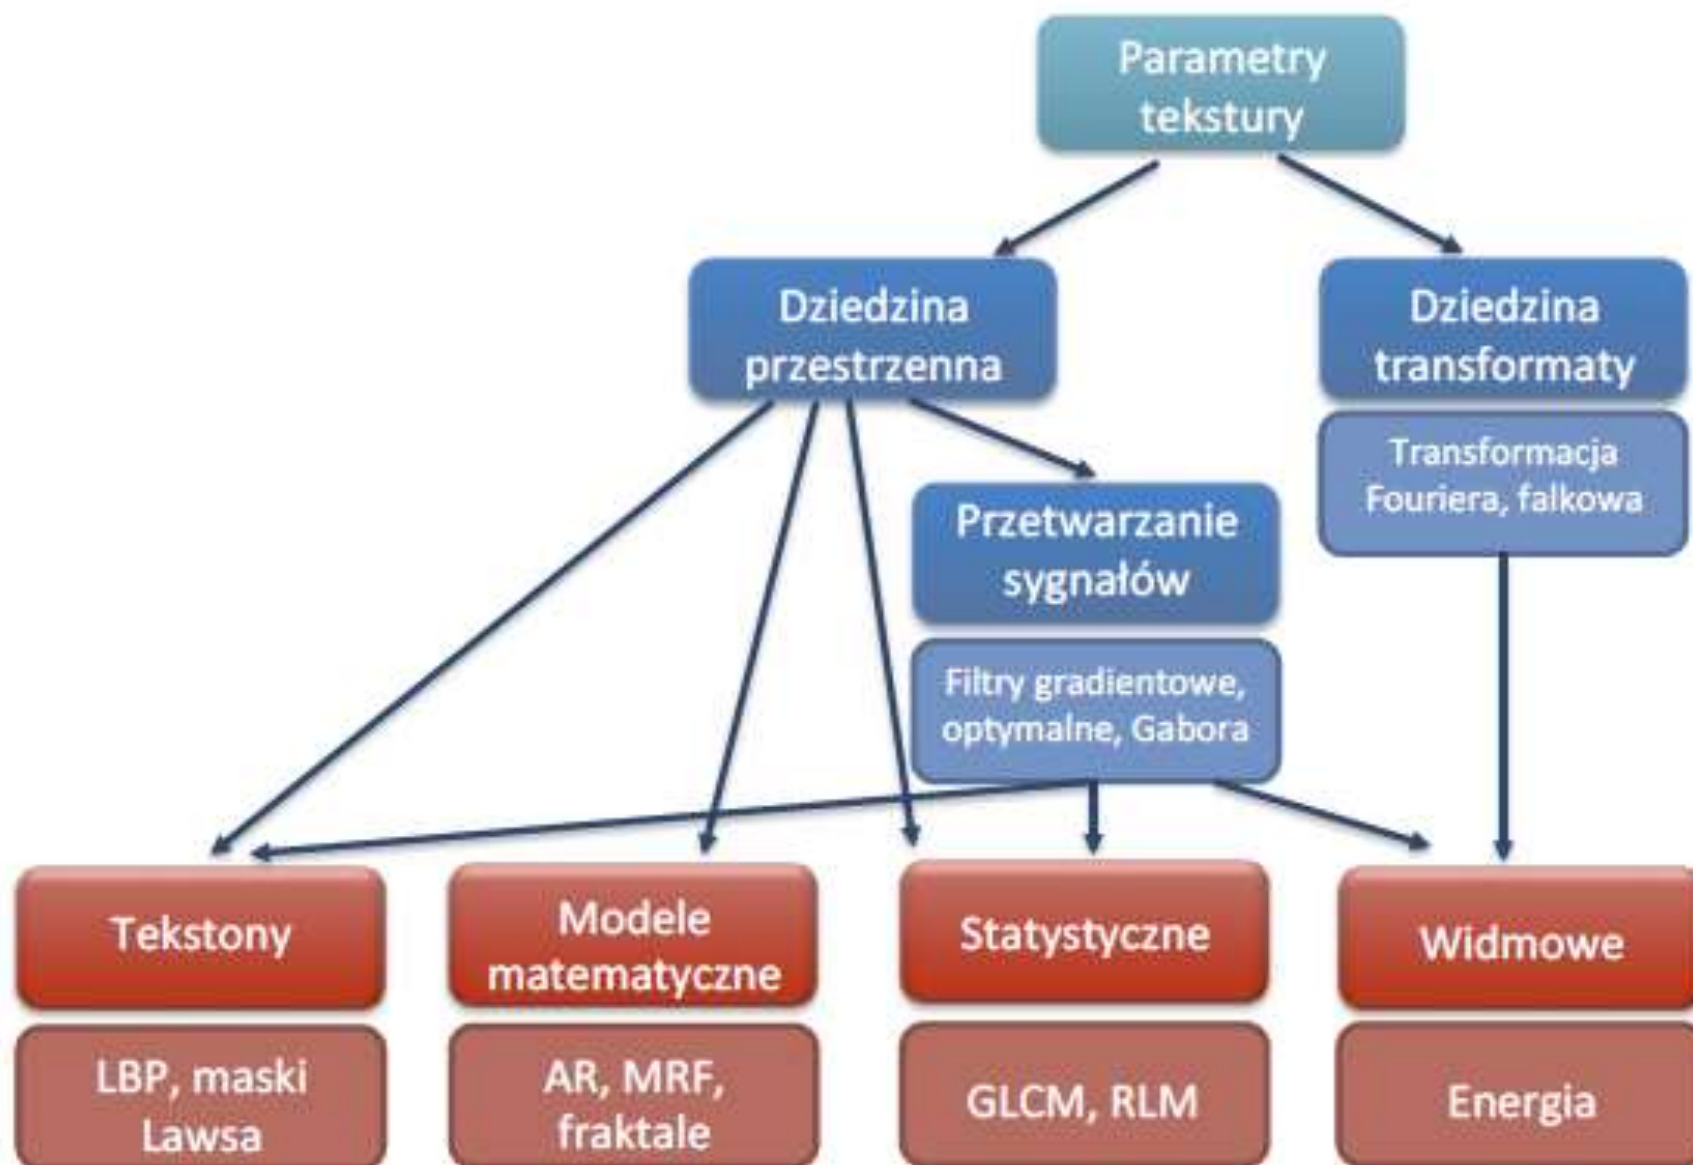 Parametry
tekstury
Dziedzina
przestrzenna
Dziedzina
transformaty
Transformacja
Fouriera, falkowa
Przetwarzanie
sygnałów
Filtry gradientowe,
optymalne, Gabora
Tekstony
Modele
matematyczne
Statystyczne
Widmowe
LBP, maski
Lawsa
AR, MRF,
fraktale
GLCM, RLM
Energia